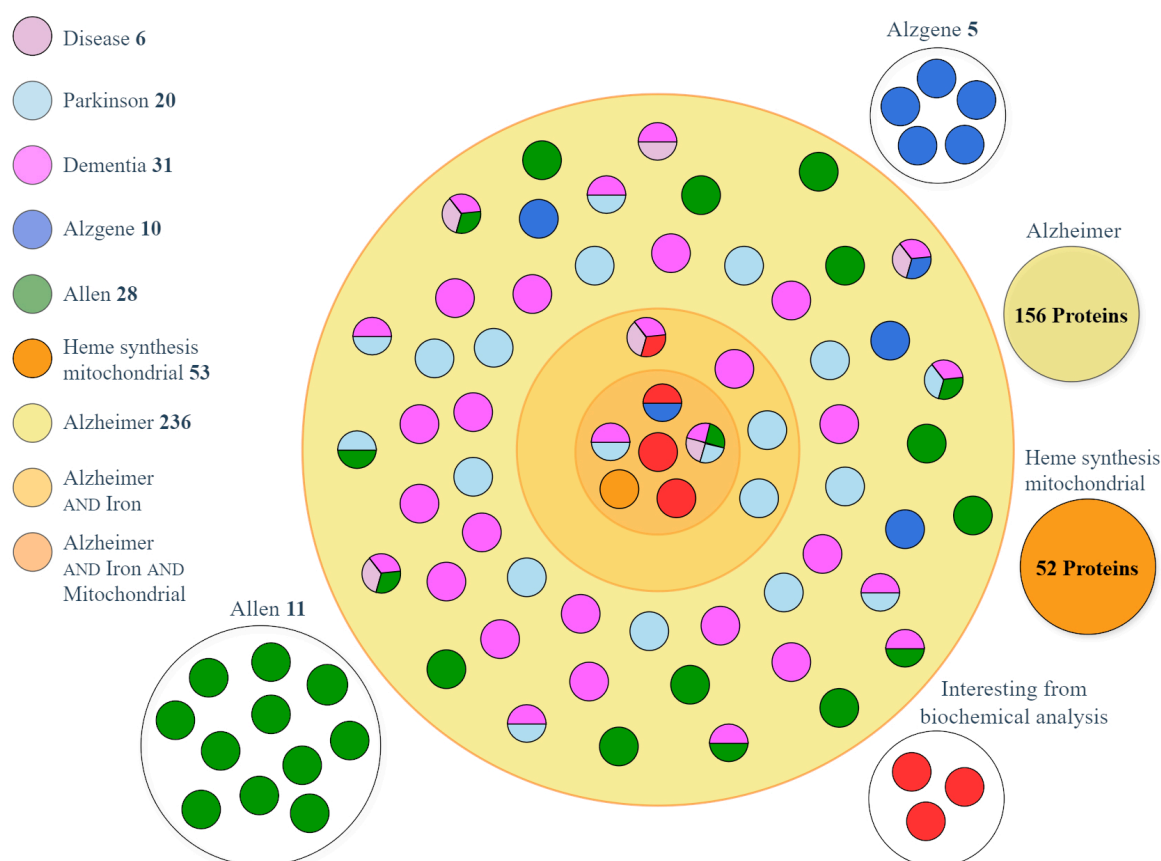 Disease 6
Parkinson 20
Dementia 31
Alzgene 10
Allen 28
Heme synthesis
mitochondrial 53
Alzheimer 236
Alzheimer
AND Iron
Alzheimer
AND Iron AND
Mitochondrial
Alzgene 5
Alzheimer
156 Proteins
Heme synthesis
mitochondrial
52 Proteins
Allen 11
Interesting from
biochemical analysis